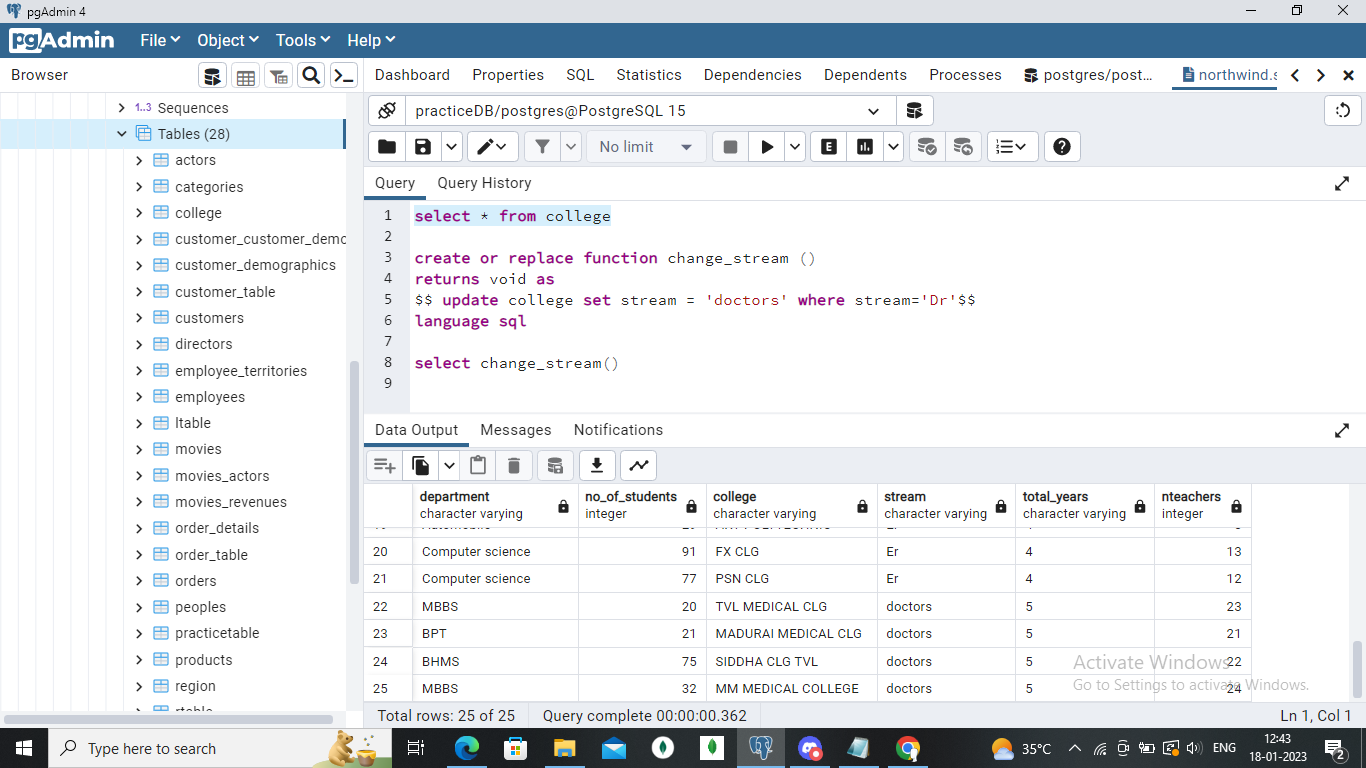 pgAdmin 4
pgAdmin File Object Tools Help
Browser
Dashboard Properties SQL Statistics Dependencies Dependents Processes postgres/post... northwind.s
1..3 Sequences
Tables (28)
actors
categories
college
customer_customer_demo
customer_demographics
customer_table
customers
directors
employee_territories
employees
ltable
movies
movies_actors
movies_revenues
order_details
order_table
orders
peoples
practicetable
products
region
rtable
practiceDB/postgres@PostgreSQL 15
No limit
E
Query Query History
1 select * from college
2
3 create or replace function change_stream ()
4 returns void as
5 $$ update college set stream = 'doctors' where stream='Dr'$$
6 language sql
7
8 select change_stream()
9
Data Output Messages Notifications
department no_of_students college stream total_years nteachers
character varying integer character varying character varying character varying integer
20 Computer science 91 FX CLG Er 4 13
21 Computer science 77 PSN CLG Er 4 12
22 MBBS 20 TVL MEDICAL CLG doctors 5 23
23 BPT 21 MADURAI MEDICAL CLG doctors 5 21
24 BHMS 75 SIDDHA CLG TVL doctors 5 22
25 MBBS 32 MM MEDICAL COLLEGE doctors 5 24
Activate Windows
Go to Settings to activate Windows.
Total rows: 25 of 25 Query complete 00:00:00.362 Ln 1, Col 1
Type here to search 35°C ENG 12:43
18-01-2023
2